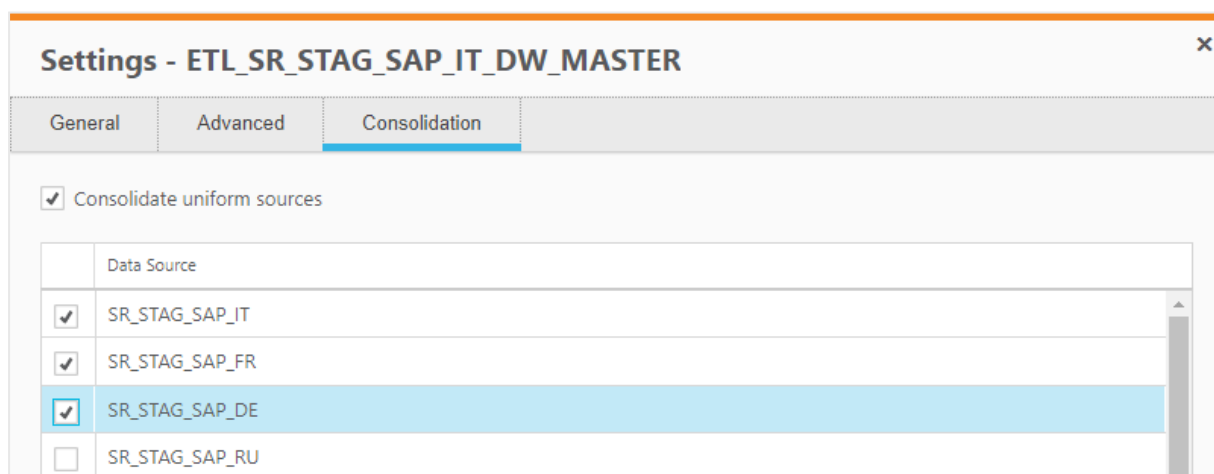 Settings - ETL_SR_STAG_SAP_IT_DW_MASTER
General Advanced Consolidation
Consolidate uniform sources
Data Source
SR_STAG_SAP_IT
SR_STAG_SAP_FR
SR_STAG_SAP_DE
SR_STAG_SAP_RU